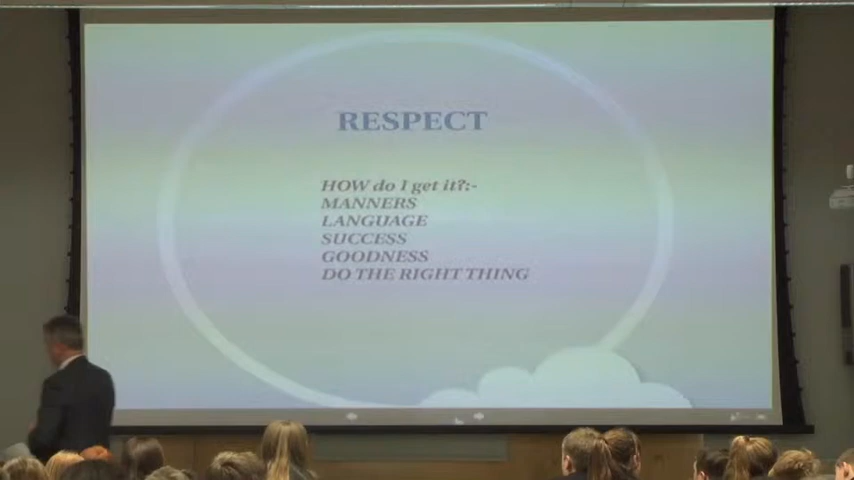 RESPECT
HOW do I get it?:-
MANNERS
LANGUAGE
SUCCESS
GOODNESS
DO THE RIGHT THING